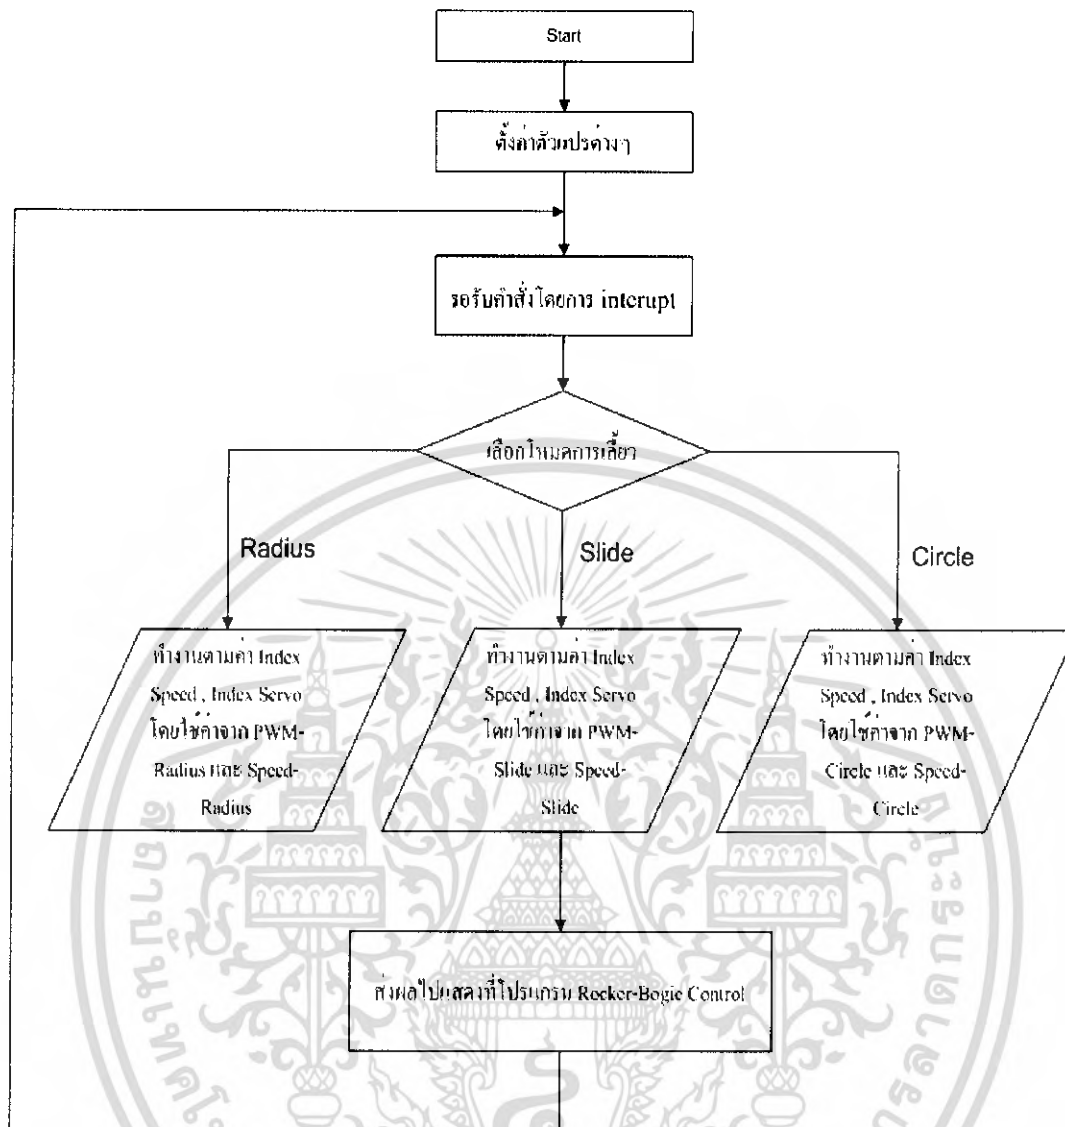 Start
ตั้งค่าตัวแปรต่างๆ
รอรับคำสั่งโดยการ interupt
เลือกโหมดการเลี้ยว
Radius
Slide
Circle
ทำงานตามค่า Index
Speed , Index Servo
โดยใช้ค่าจาก PWM-
Radius และ Speed-
Radius
ทำงานตามค่า Index
Speed , Index Servo
โดยใช้ค่าจาก PWM-
Slide และ Speed-
Slide
ทำงานตามค่า Index
Speed , Index Servo
โดยใช้ค่าจาก PWM-
Circle และ Speed-
Circle
ส่งผลไปแสดงที่โปรแกรม Rocker-Bogie Control